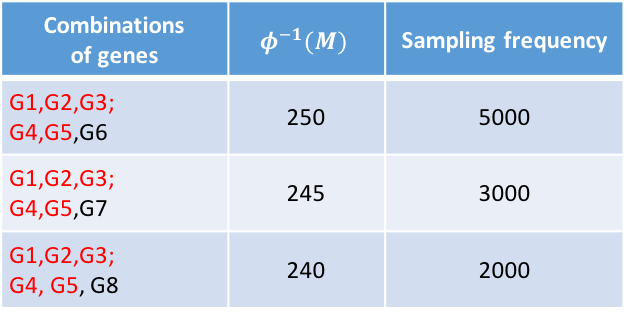 Combinations
of genes
ϕ⁻¹(M)
Sampling frequency
G1,G2,G3;
G4,G5,G6
250
5000
G1,G2,G3;
G4,G5,G7
245
3000
G1,G2,G3;
G4, G5, G8
240
2000